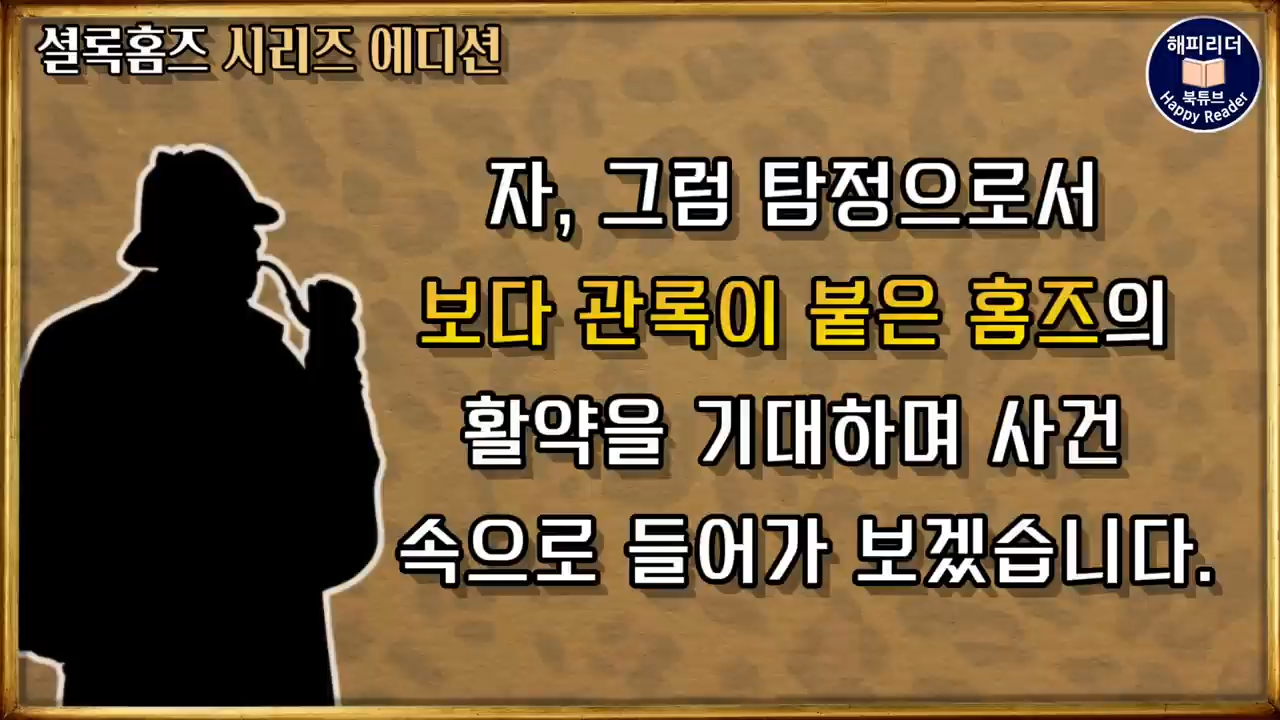 셜록홈즈 시리즈 에디션
해피리더
북튜브
Happy Reader
자, 그럼 탐정으로서
보다 관록이 붙은 홈즈의
활약을 기대하며 사건
속으로 들어가 보겠습니다.